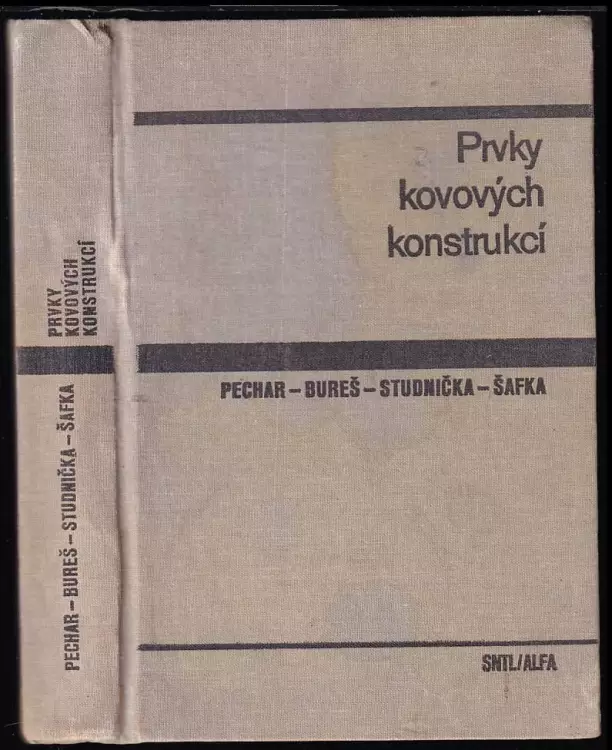 PRVKY
KOVOVÝCH
KONSTRUKCÍ
PECHAR – BUREŠ – STUDNIČKA – ŠAFKA
Prvky
kovových
konstrukcí
PECHAR – BUREŠ – STUDNIČKA – ŠAFKA
SNTL/ALFA